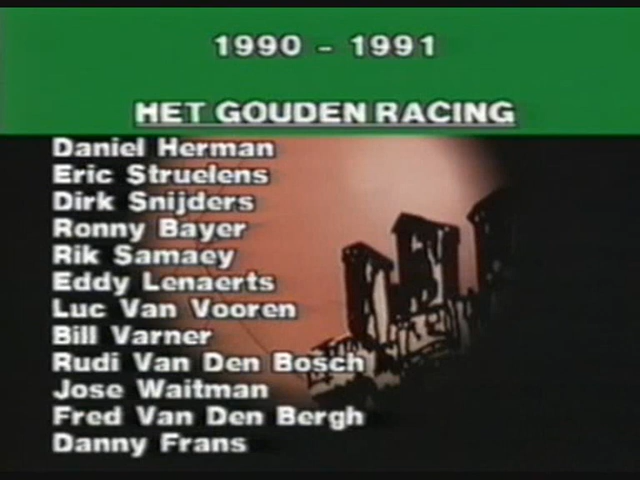 1990 - 1991
HET GOUDEN RACING
Daniel Herman
Eric Struelens
Dirk Snijders
Ronny Bayer
Rik Samaey
Eddy Lenaerts
Luc Van Vooren
Bill Varner
Rudi Van Den Bosch
Jose Waitman
Fred Van Den Bergh
Danny Frans